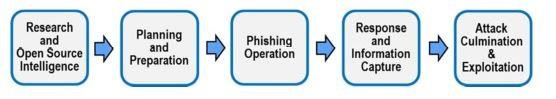 Research
and
Open Source
Intelligence
Planning
and
Preparation
Phishing
Operation
Response
and
Information
Capture
Attack
Culmination
&
Exploitation